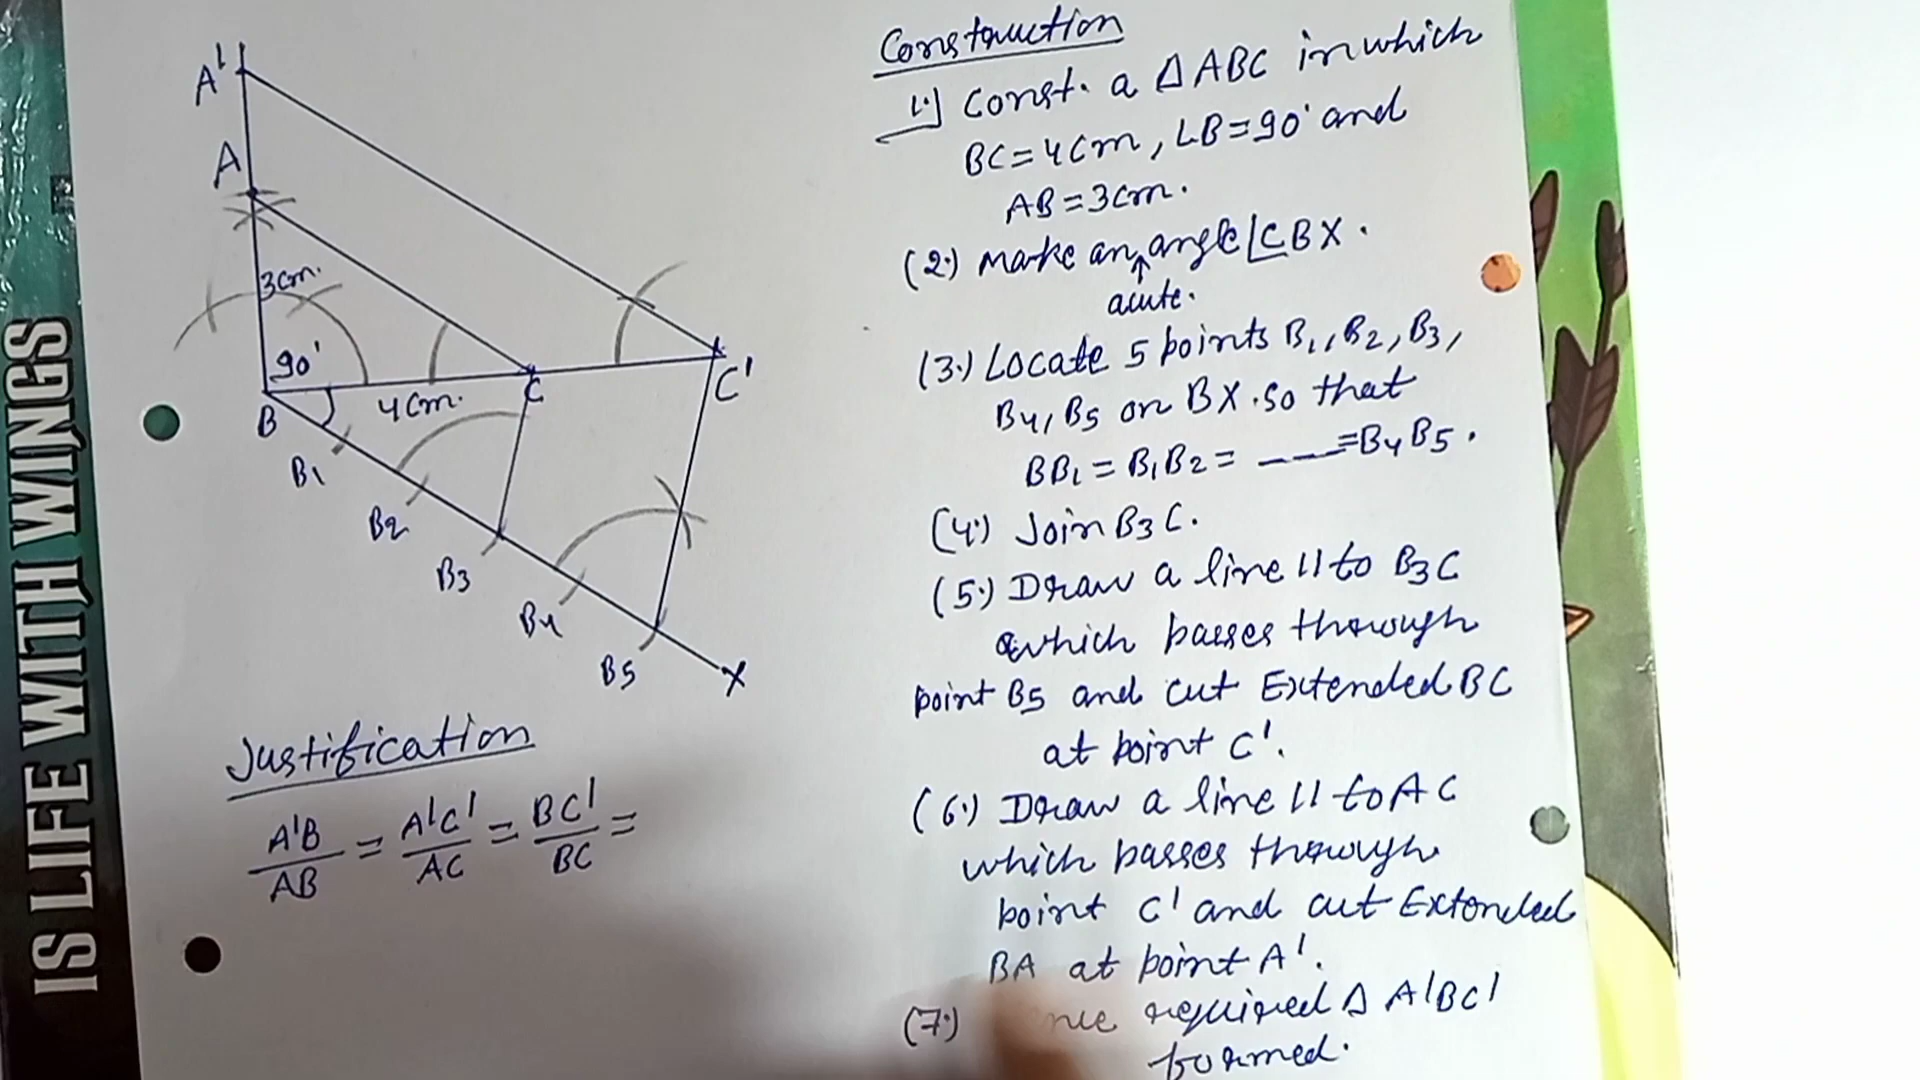 IS LIFE WITH WINGS
A'
A
3cm.
90°
B
4cm.
C
C'
B1
B2
B3
B4
B5
X
Justification
A'B/AB = A'C'/AC = BC'/BC =
Construction
1.) Const. a Δ ABC in which
BC = 4cm, ∠B = 90° and
AB = 3cm.
(2.) Make an angle ∠CBX.
↑
acute.
(3.) Locate 5 points B1, B2, B3,
B4, B5 on BX. so that
BB1 = B1B2 = --- = B4B5.
(4.) Join B3C.
(5.) Draw a line || to B3C
which passes through
point B5 and cut Extended BC
at point C'.
(6.) Draw a line || to AC
which passes through
point C' and cut Extended
BA at point A'.
(7.) required Δ A'BC'
formed.